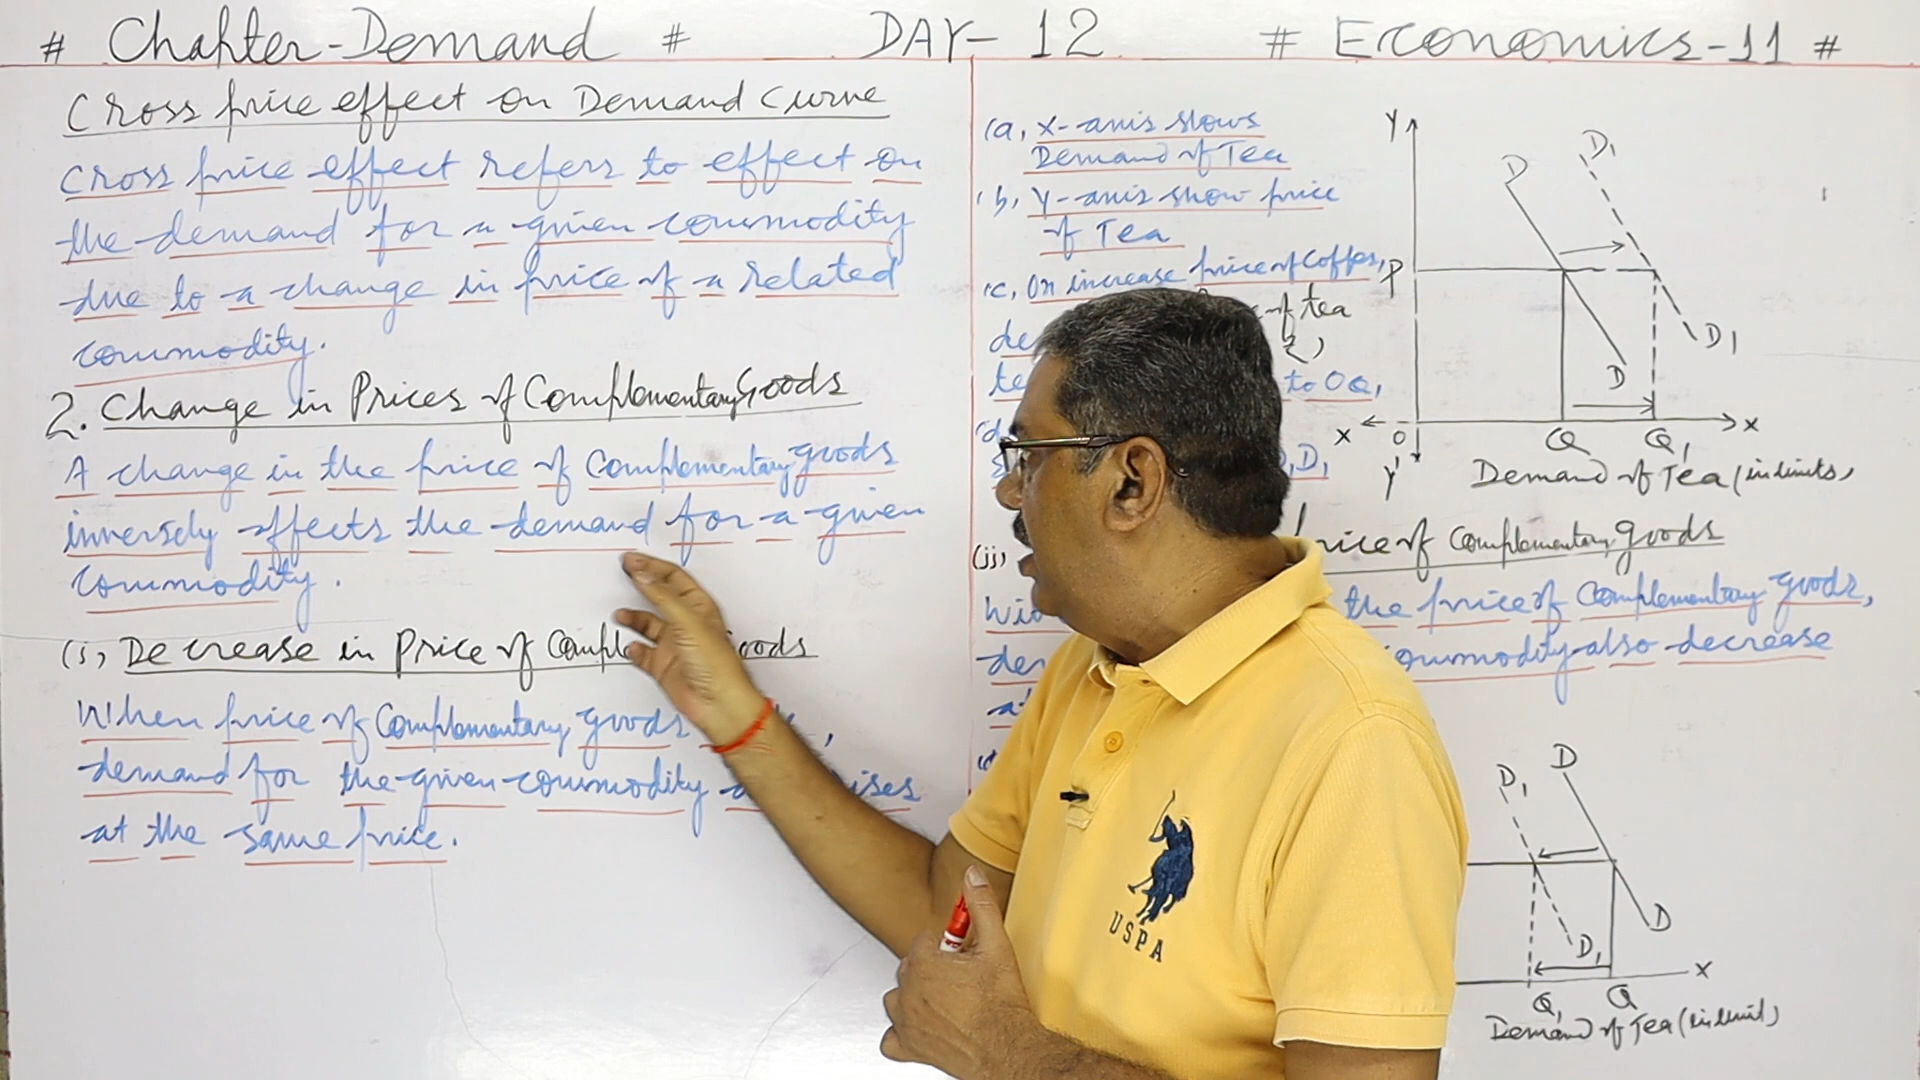 # Chapter-Demand # DAY-12 # Economics-11 #
Cross price effect on Demand Curve
Cross price effect refers to effect on
the demand for a given commodity
due to a change in price of a related
commodity.
2. Change in Prices of Complementary Goods
A change in the price of Complementary goods
inversely affects the demand for a given
commodity.
(i) Decrease in Price of Goods
When price of Complementary goods
demand for the given commodity
at the same price.
(a) X-axis shows
Demand of Tea
(b) Y-axis show price
of Tea
(c) On increase price of Coffee,
of tea
to OQ1
D1D1
Y
D
D1
P
D
D1
X O Q Q1 X
Y'
Demand of Tea (in units)
(ii) Price of Complementary goods
the price of Complementary goods,
commodity also decrease
D1 D
D
D1
X
Q1 Q
Demand of Tea (in unit)
USPA